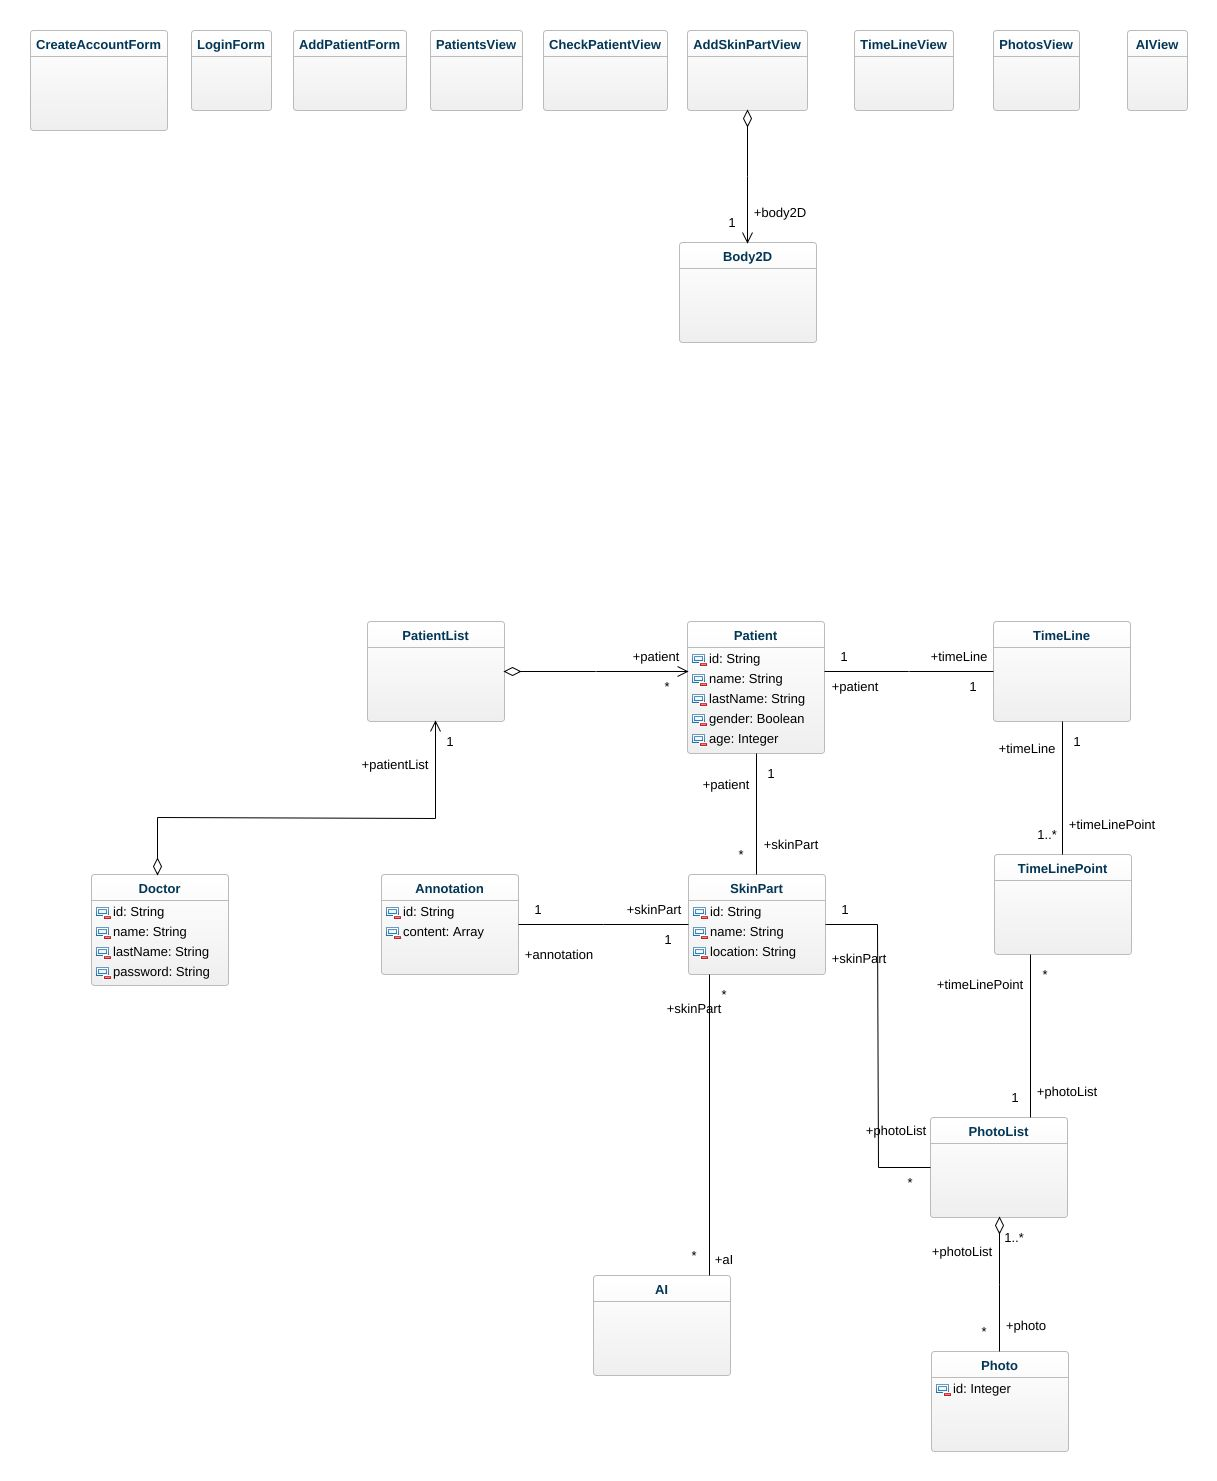 CreateAccountForm
LoginForm
AddPatientForm
PatientsView
CheckPatientView
AddSkinPartView
TimeLineView
PhotosView
AIView
+body2D
1
Body2D
PatientList
Patient
TimeLine
id: String
name: String
lastName: String
gender: Boolean
age: Integer
+patient
*
1
+patient
+timeLine
1
1
+patientList
+patient
1
*
+skinPart
+timeLine
1
1..*
+timeLinePoint
Doctor
id: String
name: String
lastName: String
password: String
Annotation
id: String
content: Array
1
+annotation
+skinPart
1
SkinPart
id: String
name: String
location: String
1
+skinPart
TimeLinePoint
*
+skinPart
+timeLinePoint
*
1
+photoList
+photoList
*
PhotoList
1..*
+photoList
*
+aI
AI
*
+photo
Photo
id: Integer